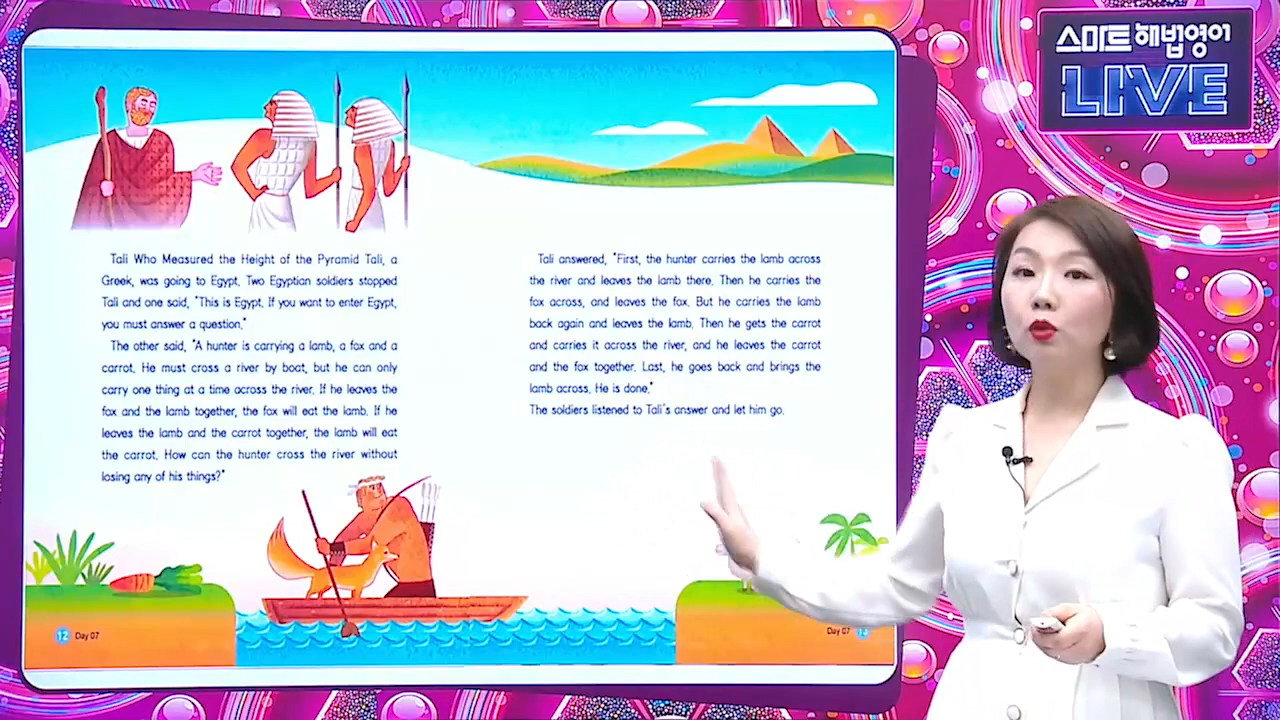 스마트해법영어
LIVE
Tali Who Measured the Height of the Pyramid Tali, a
Greek, was going to Egypt. Two Egyptian soldiers stopped
Tali and one said, "This is Egypt. If you want to enter Egypt,
you must answer a question."
The other said, "A hunter is carrying a lamb, a fox and a
carrot. He must cross a river by boat, but he can only
carry one thing at a time across the river. If he leaves the
fox and the lamb together, the fox will eat the lamb. If he
leaves the lamb and the carrot together, the lamb will eat
the carrot. How can the hunter cross the river without
losing any of his things?"
12 Day 07
Tali answered, "First, the hunter carries the lamb across
the river and leaves the lamb there. Then he carries the
fox across, and leaves the fox. But he carries the lamb
back again and leaves the lamb. Then he gets the carrot
and carries it across the river, and he leaves the carrot
and the fox together. Last, he goes back and brings the
lamb across. He is done."
The soldiers listened to Tali's answer and let him go.
Day 07